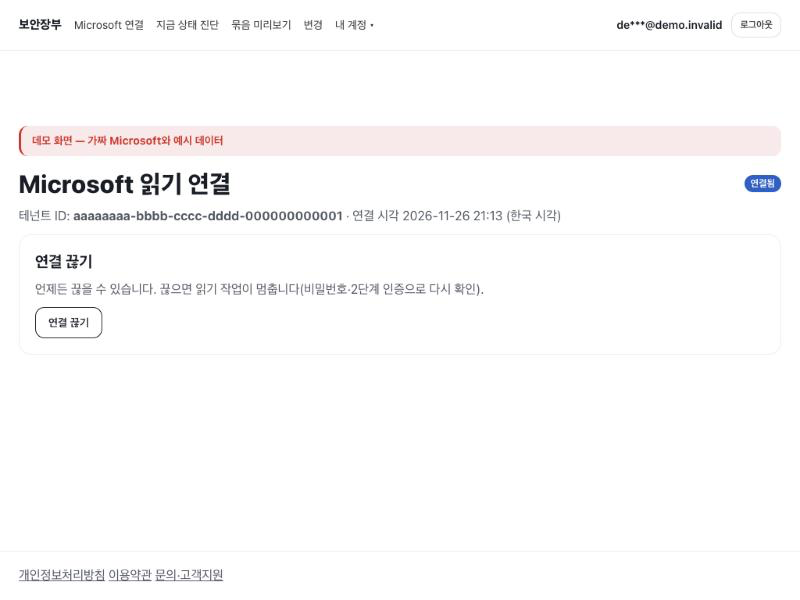 보안장부 Microsoft 연결 지금 상태 진단 묶음 미리보기 변경 내 계정 ▾ de***@demo.invalid 로그아웃
데모 화면 — 가짜 Microsoft와 예시 데이터
Microsoft 읽기 연결 연결됨
테넌트 ID: aaaaaaaa-bbbb-cccc-dddd-000000000001 · 연결 시각 2026-11-26 21:13 (한국 시각)
연결 끊기
언제든 끊을 수 있습니다. 끊으면 읽기 작업이 멈춥니다(비밀번호·2단계 인증으로 다시 확인).
연결 끊기
개인정보처리방침 이용약관 문의·고객지원